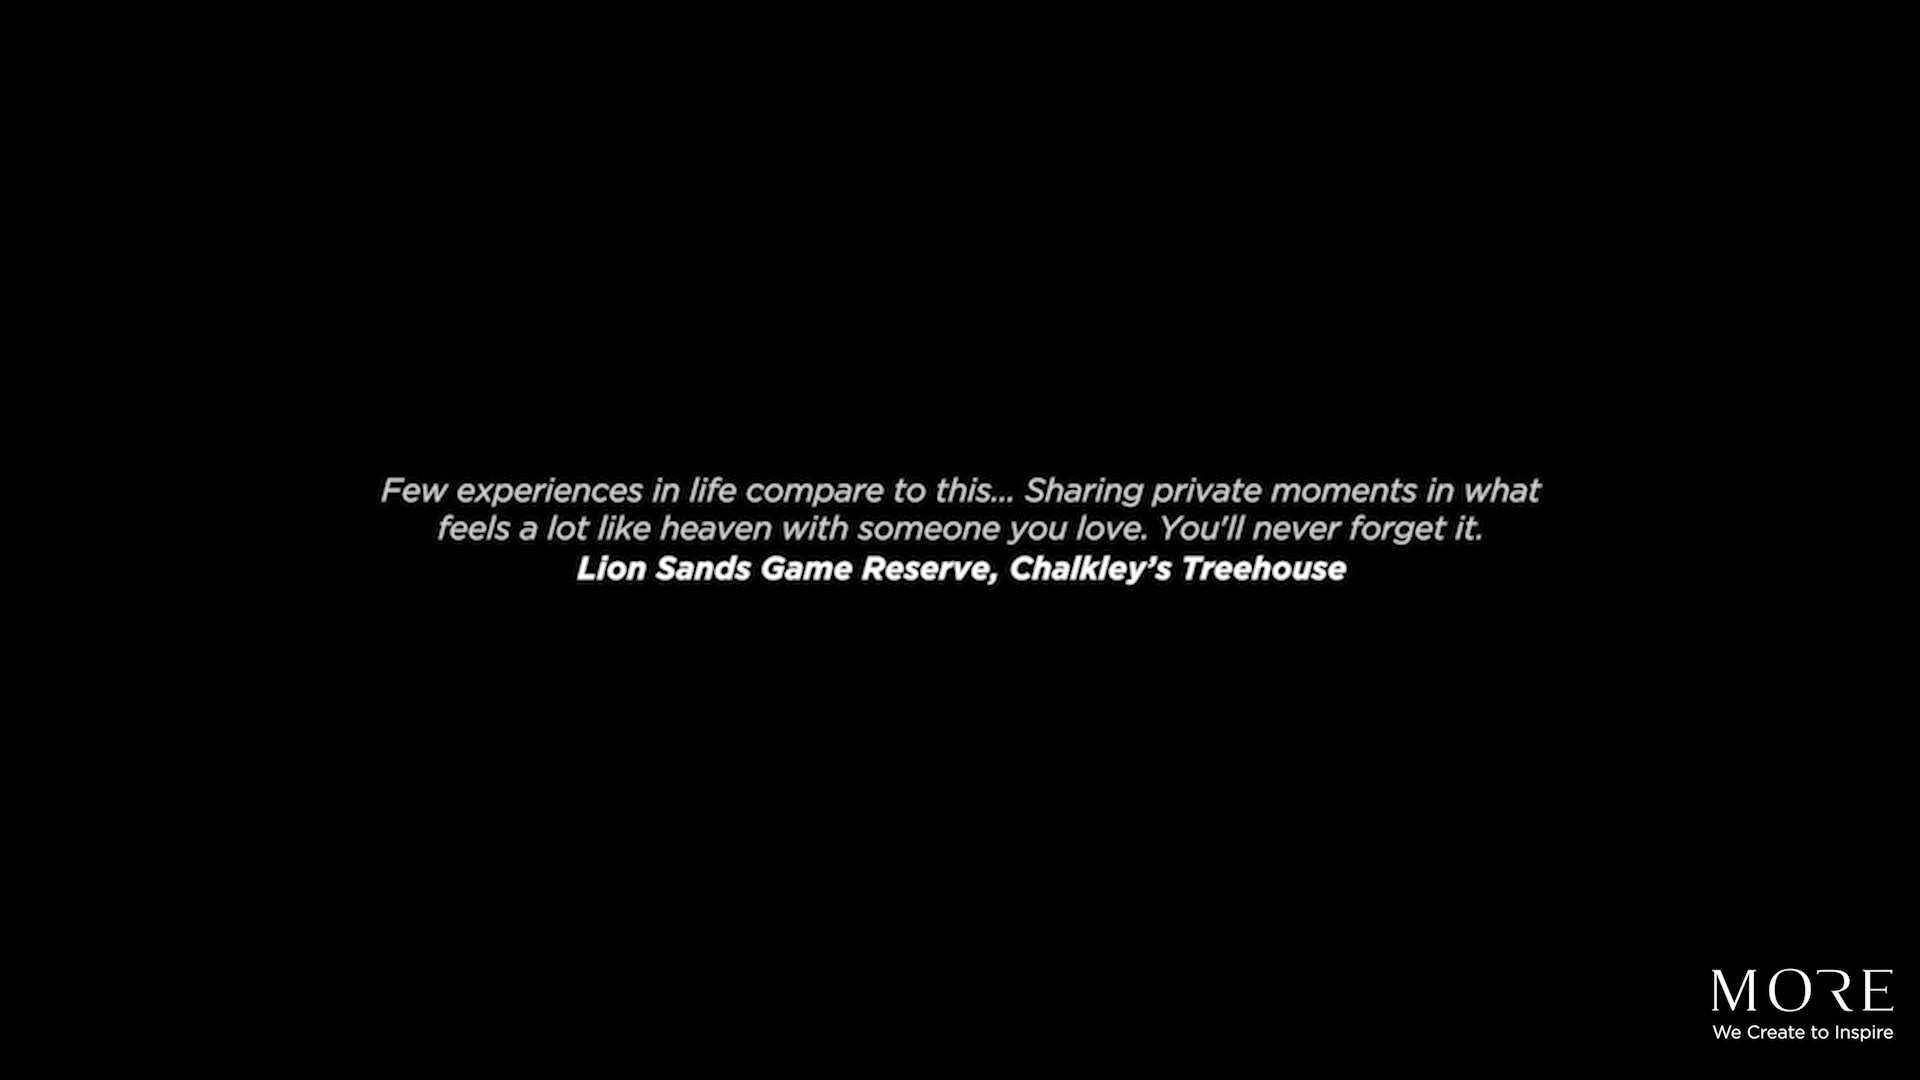 Few experiences in life compare to this... Sharing private moments in what
feels a lot like heaven with someone you love. You'll never forget it.
Lion Sands Game Reserve, Chalkley’s Treehouse
MORE
We Create to Inspire